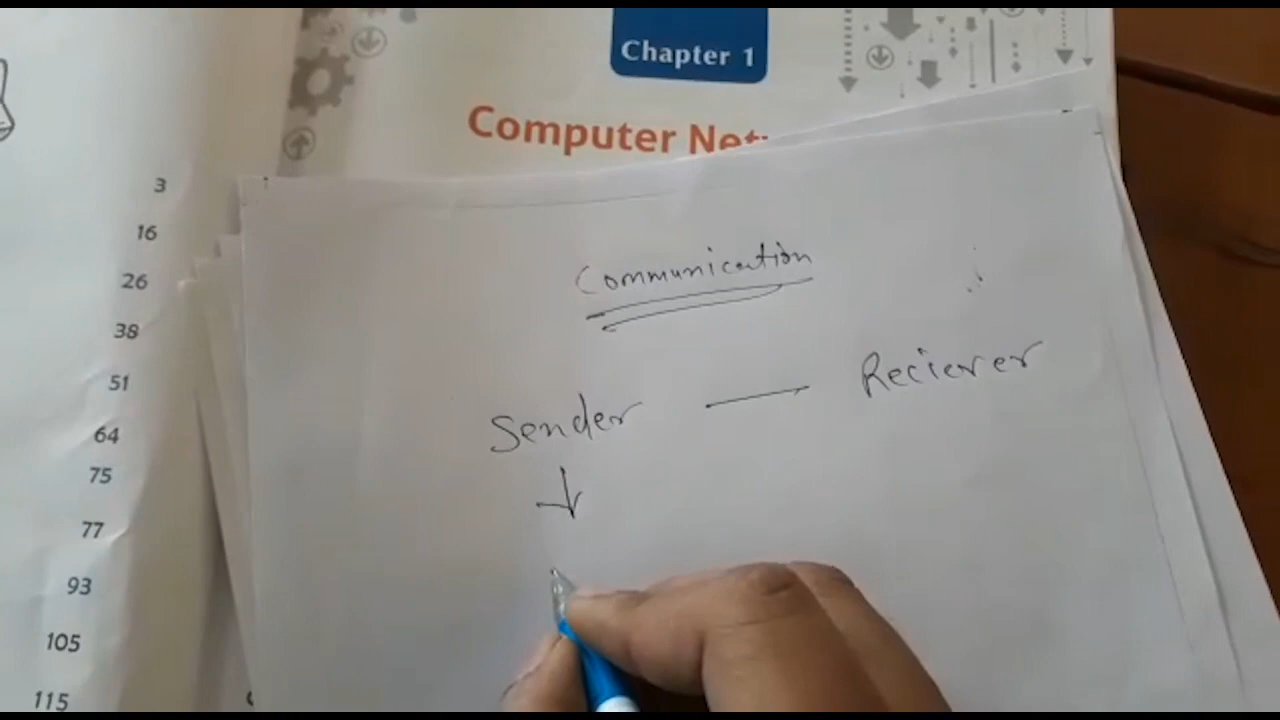 Chapter 1
Computer Net
3
16
26
38
51
64
75
77
93
105
115
Communication
Sender — Reciever